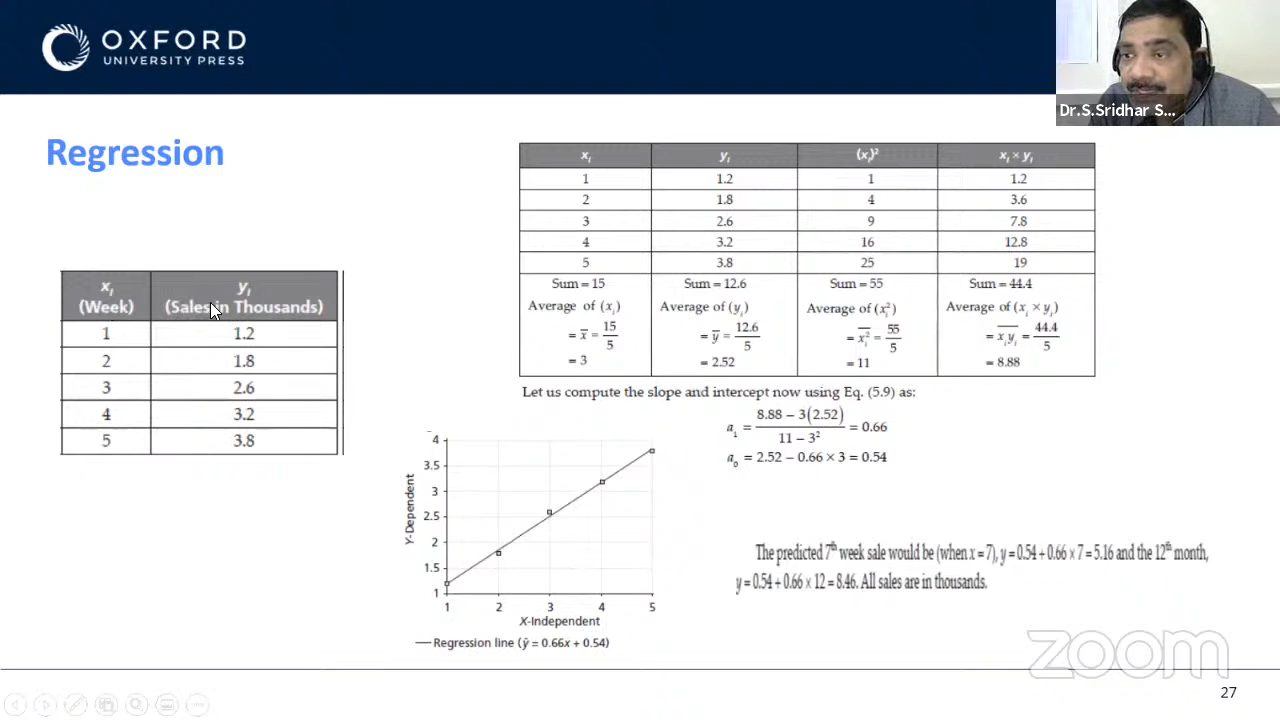 OXFORD
UNIVERSITY PRESS
Dr.S.Sridhar S...
Regression
xᵢ (Week) yᵢ (Sales in Thousands)
1 1.2
2 1.8
3 2.6
4 3.2
5 3.8
xᵢ yᵢ (xᵢ)² xᵢ × yᵢ
1 1.2 1 1.2
2 1.8 4 3.6
3 2.6 9 7.8
4 3.2 16 12.8
5 3.8 25 19
Sum = 15 Sum = 12.6 Sum = 55 Sum = 44.4
Average of (xᵢ) Average of (yᵢ) Average of (xᵢ²) Average of (xᵢ × yᵢ)
= x̄ = 15/5 = ȳ = 12.6/5 = x̄ᵢ² = 55/5 = x̄ᵢȳᵢ = 44.4/5
= 3 = 2.52 = 11 = 8.88
Let us compute the slope and intercept now using Eq. (5.9) as:
a₁ = 8.88 − 3(2.52) / 11 − 3² = 0.66
a₀ = 2.52 − 0.66 × 3 = 0.54
Y-Dependent
4
3.5
3
2.5
2
1.5
1
1 2 3 4 5
X-Independent
Regression line (ŷ = 0.66x + 0.54)
The predicted 7th week sale would be (when x = 7), y = 0.54 + 0.66 × 7 = 5.16 and the 12th month,
y = 0.54 + 0.66 × 12 = 8.46. All sales are in thousands.
zoom
27